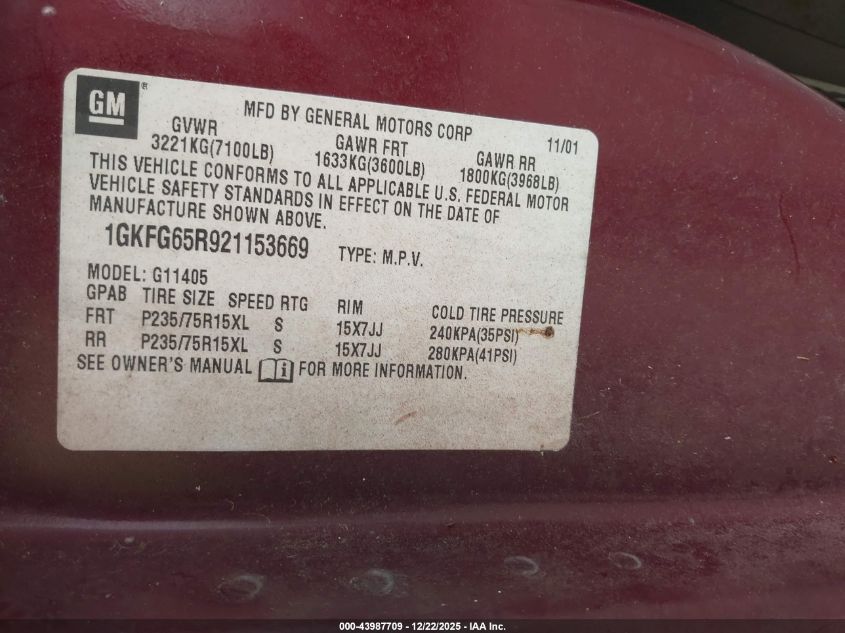 GM ®
MFD BY GENERAL MOTORS CORP 11/01
GVWR GAWR FRT GAWR RR
3221KG(7100LB) 1633KG(3600LB) 1800KG(3968LB)
THIS VEHICLE CONFORMS TO ALL APPLICABLE U.S. FEDERAL MOTOR
VEHICLE SAFETY STANDARDS IN EFFECT ON THE DATE OF
MANUFACTURE SHOWN ABOVE.
1GKFG65R921153669 TYPE: M.P.V.
MODEL: G11405
GPAB TIRE SIZE SPEED RTG RIM COLD TIRE PRESSURE
FRT P235/75R15XL S 15X7JJ 240KPA(35PSI)
RR P235/75R15XL S 15X7JJ 280KPA(41PSI)
SEE OWNER'S MANUAL i FOR MORE INFORMATION.
000-43987709 - 12/22/2025 - IAA Inc.